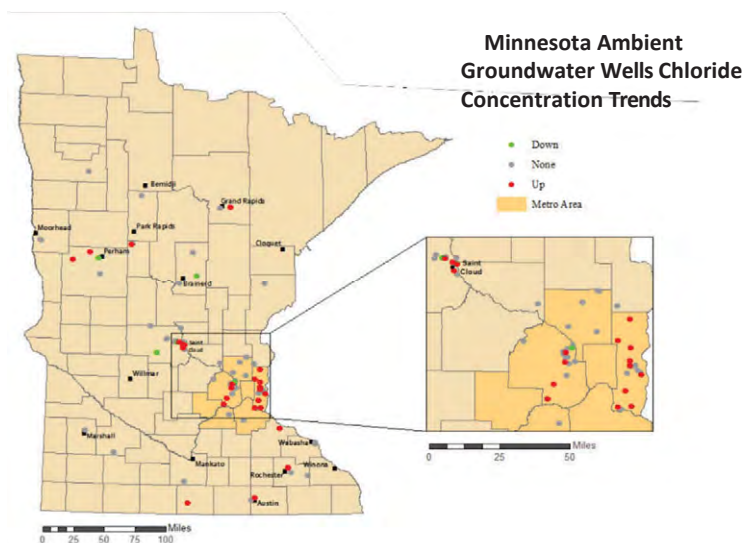 Minnesota Ambient
Groundwater Wells Chloride
Concentration Trends
Down
None
Up
Metro Area
Bemidji
Grand Rapids
Moorhead
Park Rapids
Cloquet
Perham
Brainerd
Saint
Cloud
Saint
Cloud
Willmar
Marshall
Mankato
Wabasha
Rochester
Winona
Austin
Miles
0 25 50
Miles
0 25 50 75 100